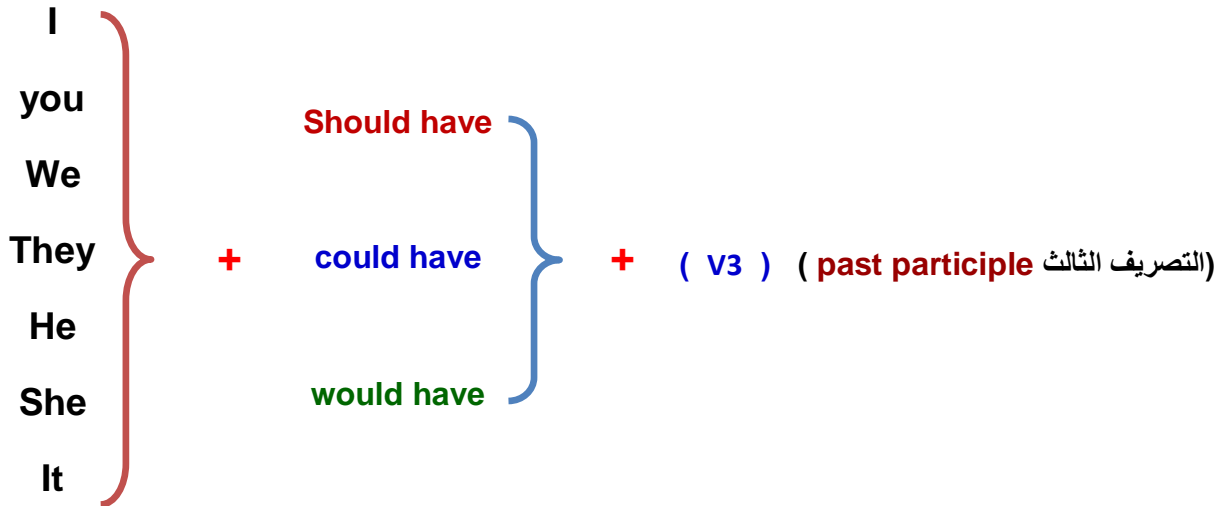 I
you
We
They
He
She
It
+
Should have
could have
would have
+
( V3 ) ( past participle التصريف الثالث)